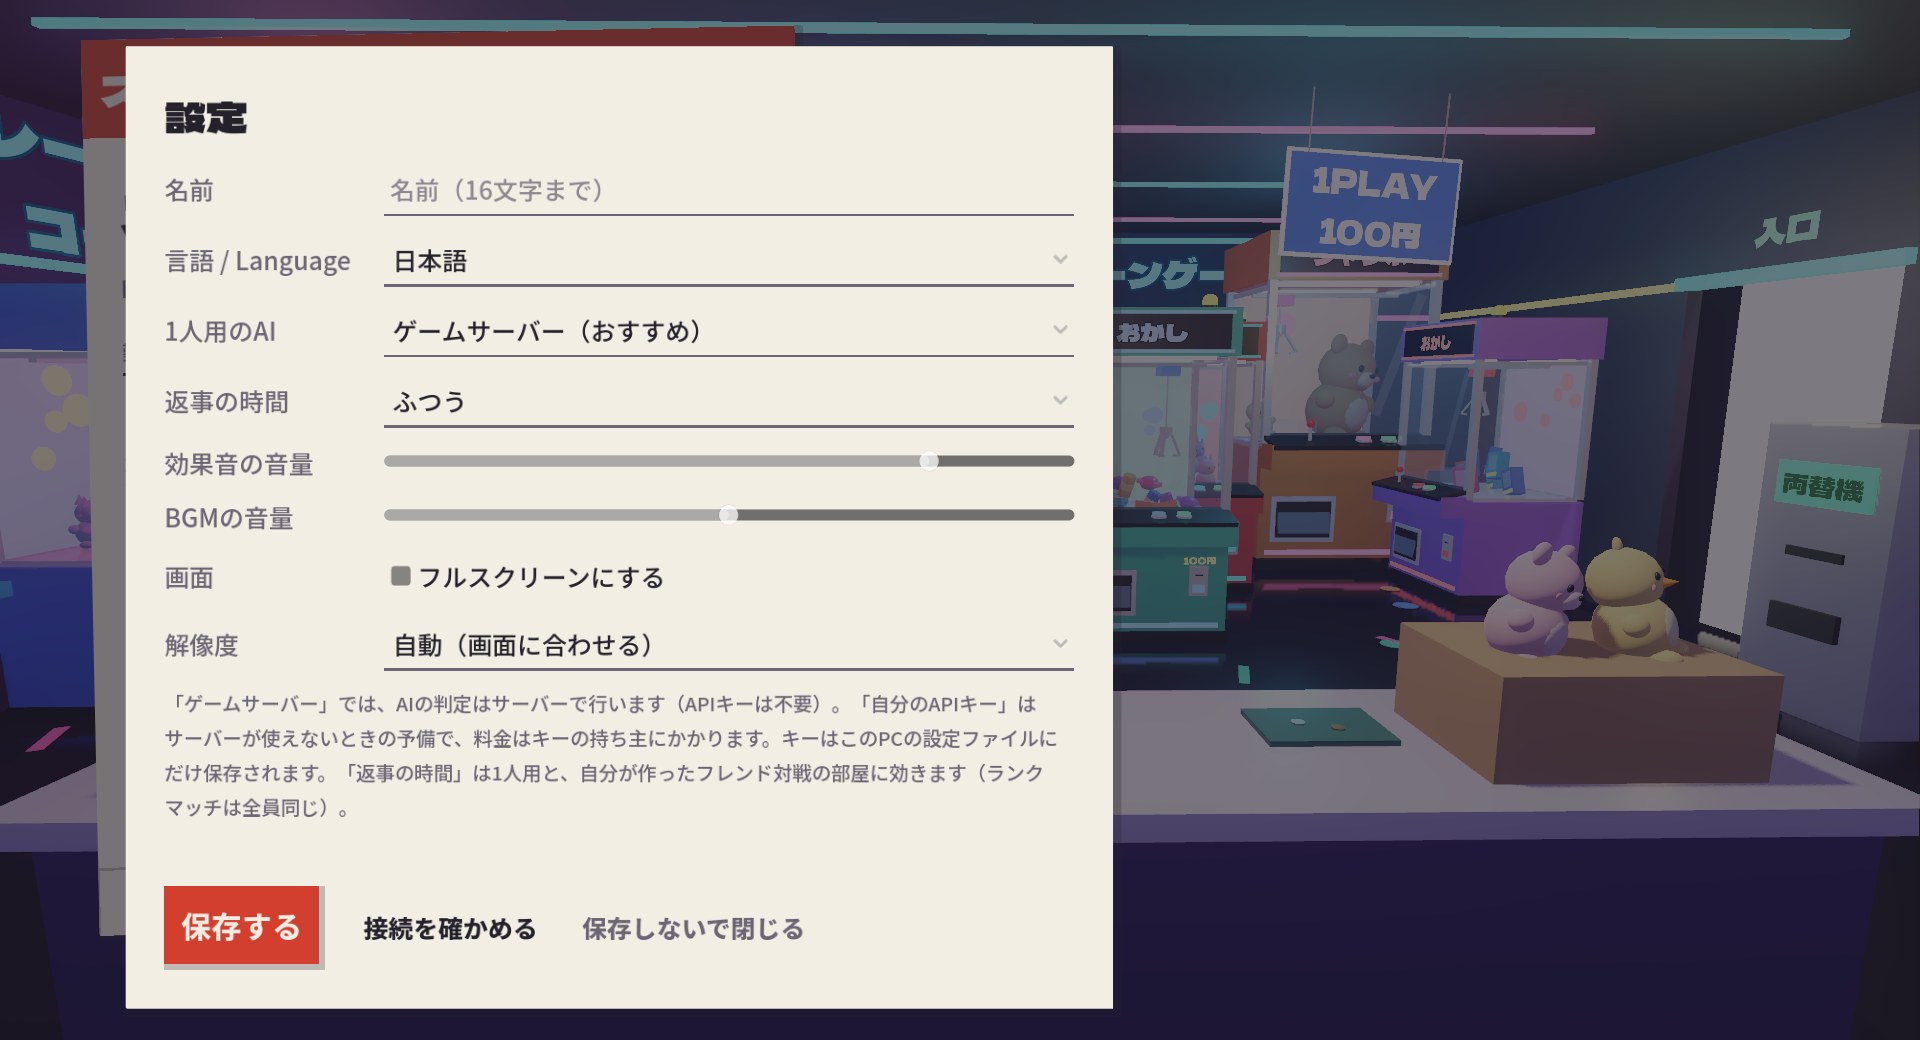 設定
名前
名前（16文字まで）
言語 / Language
日本語
1人用のAI
ゲームサーバー（おすすめ）
返事の時間
ふつう
効果音の音量
BGMの音量
画面
フルスクリーンにする
解像度
自動（画面に合わせる）
「ゲームサーバー」では、AIの判定はサーバーで行います（APIキーは不要）。「自分のAPIキー」は
サーバーが使えないときの予備で、料金はキーの持ち主にかかります。キーはこのPCの設定ファイルに
だけ保存されます。「返事の時間」は1人用と、自分が作ったフレンド対戦の部屋に効きます（ランク
マッチは全員同じ）。
保存する
接続を確かめる
保存しないで閉じる
1PLAY
100円
入口
ーンゲー
おかし
おかし
両替機
100円
レー
コ